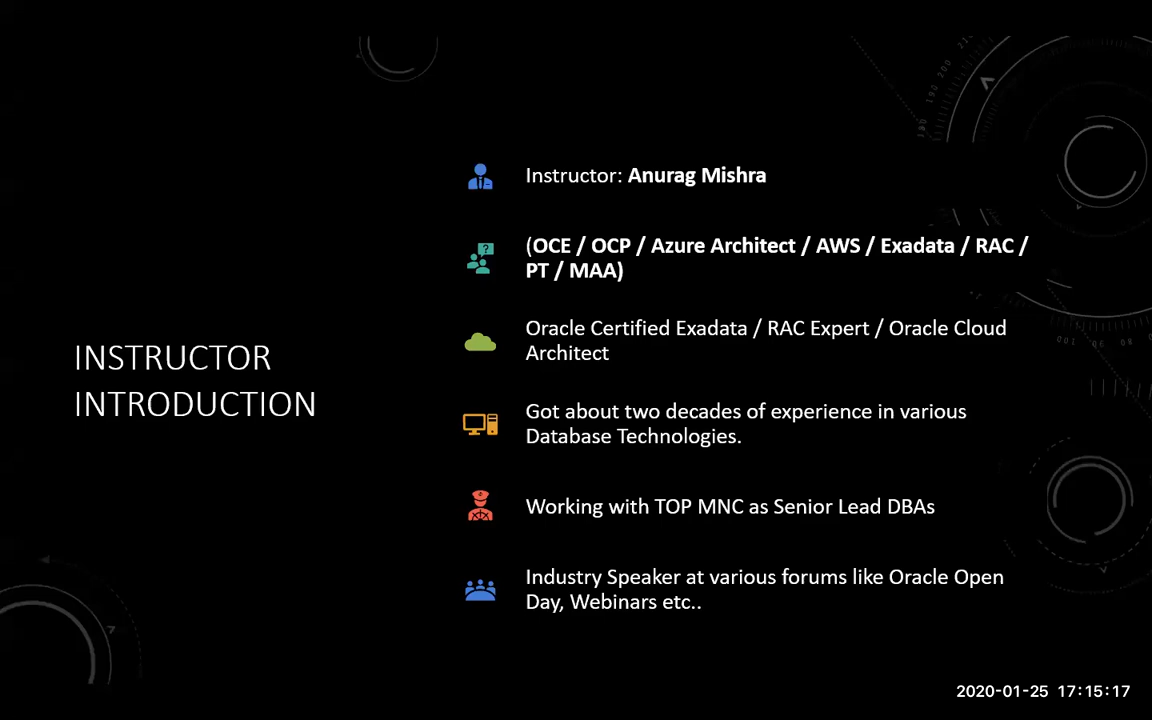 INSTRUCTOR
INTRODUCTION
Instructor: Anurag Mishra
(OCE / OCP / Azure Architect / AWS / Exadata / RAC /
PT / MAA)
Oracle Certified Exadata / RAC Expert / Oracle Cloud
Architect
Got about two decades of experience in various
Database Technologies.
Working with TOP MNC as Senior Lead DBAs
Industry Speaker at various forums like Oracle Open
Day, Webinars etc..
2020-01-25 17:15:17